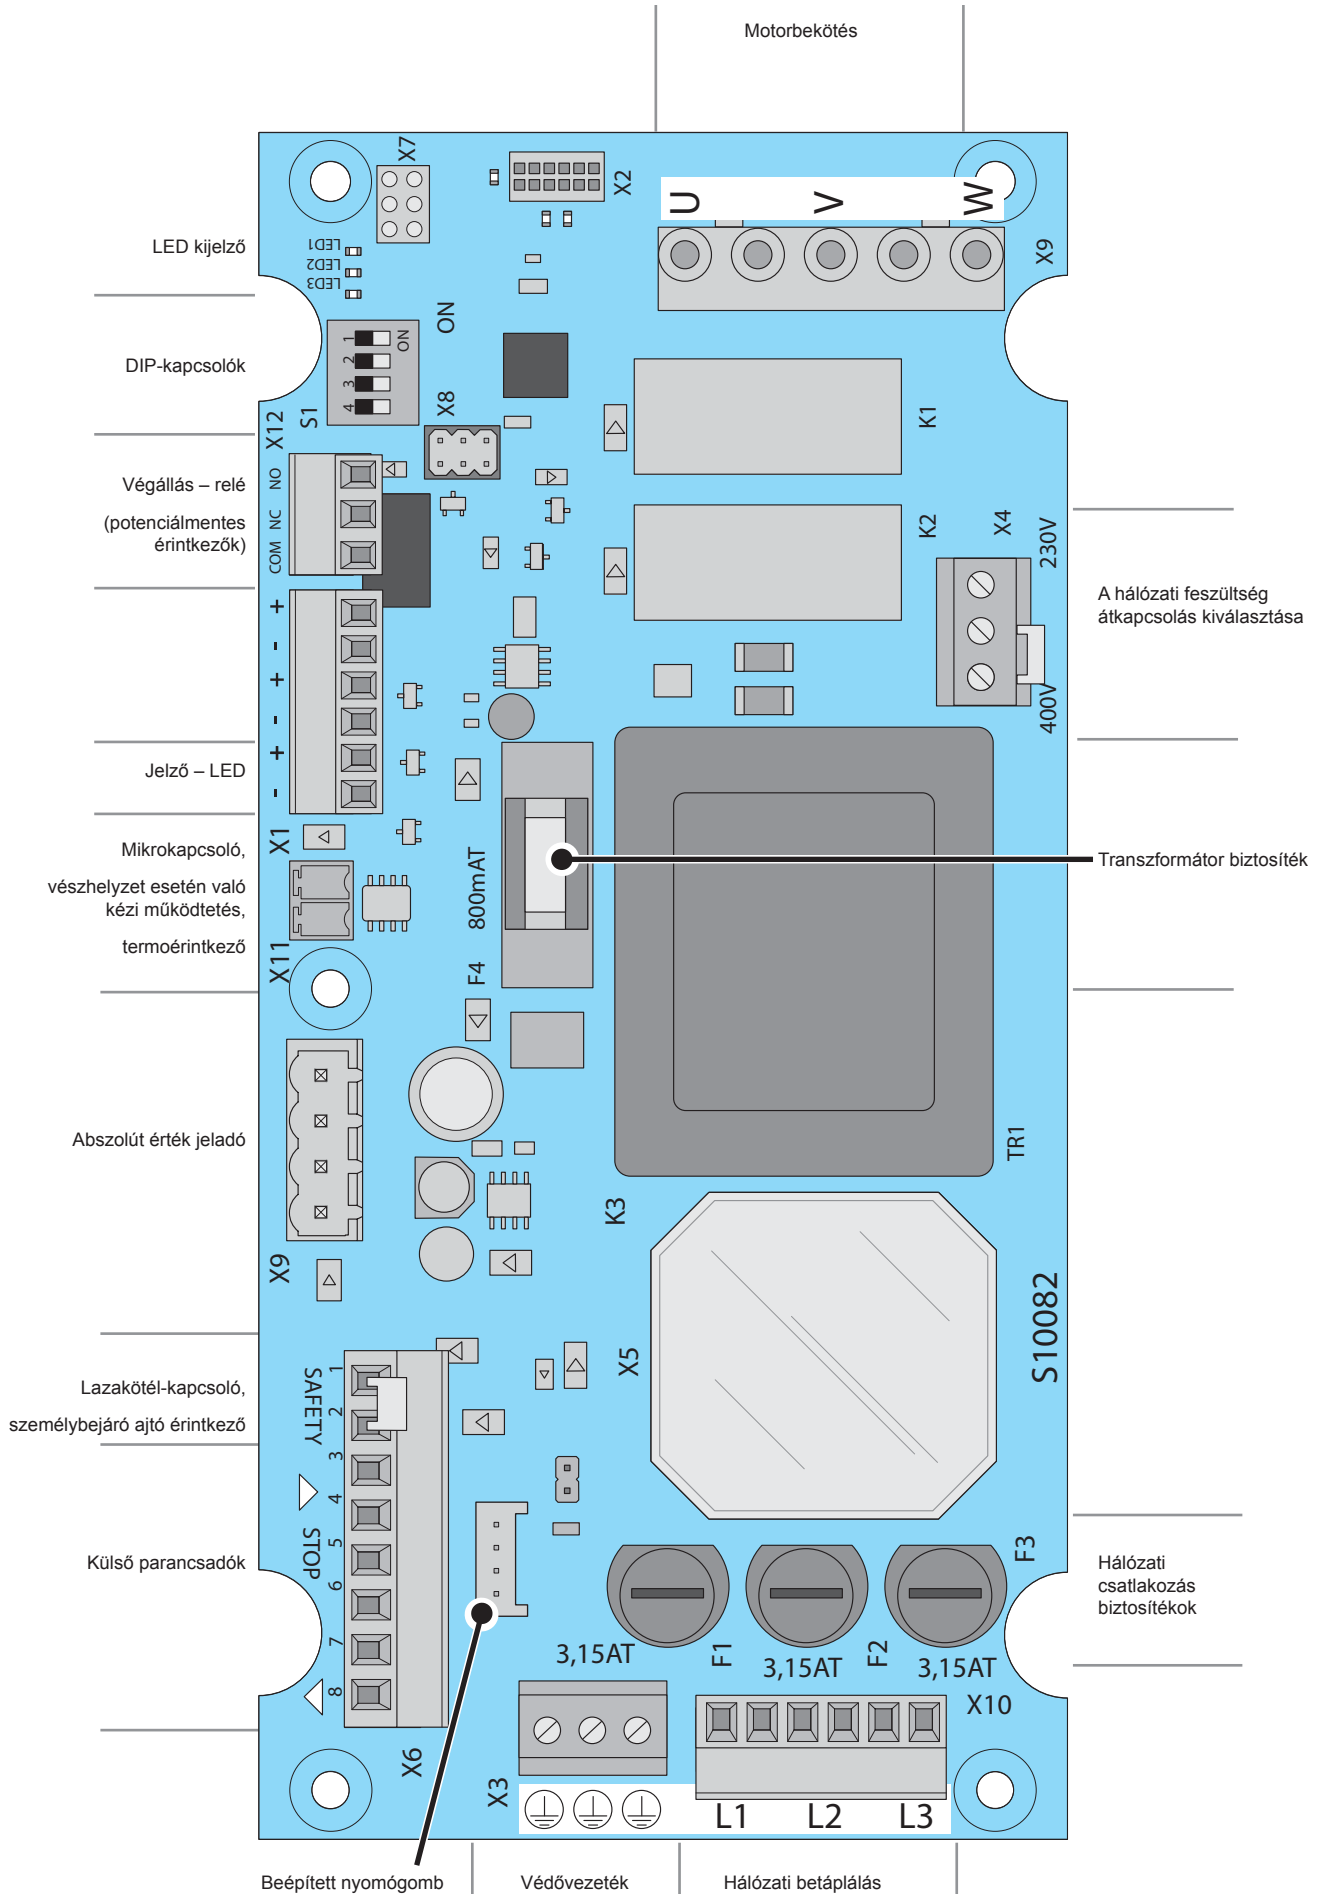 Motorbekötés
X7
X2
U V W
X9
LED kijelző
LED1
LED2
LED3
DIP-kapcsolók
1
2
3
4
ON
ON
S1
X8
X12
K1
Végállás – relé
(potenciálmentes
érintkezők)
NO
NC
COM
K2
X4
230V
400V
A hálózati feszültség
átkapcsolás kiválasztása
+
-
+
-
+
-
Jelző – LED
X1
Mikrokapcsoló,
vészhelyzet esetén való
kézi működtetés,
termoérintkező
X11
800mAT
F4
Transzformátor biztosíték
TR1
Abszolút érték jeladó
X9
K3
S10082
X5
Lazakötél-kapcsoló,
személybejáró ajtó érintkező
SAFETY
1
2
3
4
5
6
7
8
STOP
Külső parancsadók
F3
Hálózati
csatlakozás
biztosítékok
3,15AT
F1
3,15AT
F2
3,15AT
X10
X6
X3
L1 L2 L3
Beépített nyomógomb
Védővezeték
Hálózati betáplálás